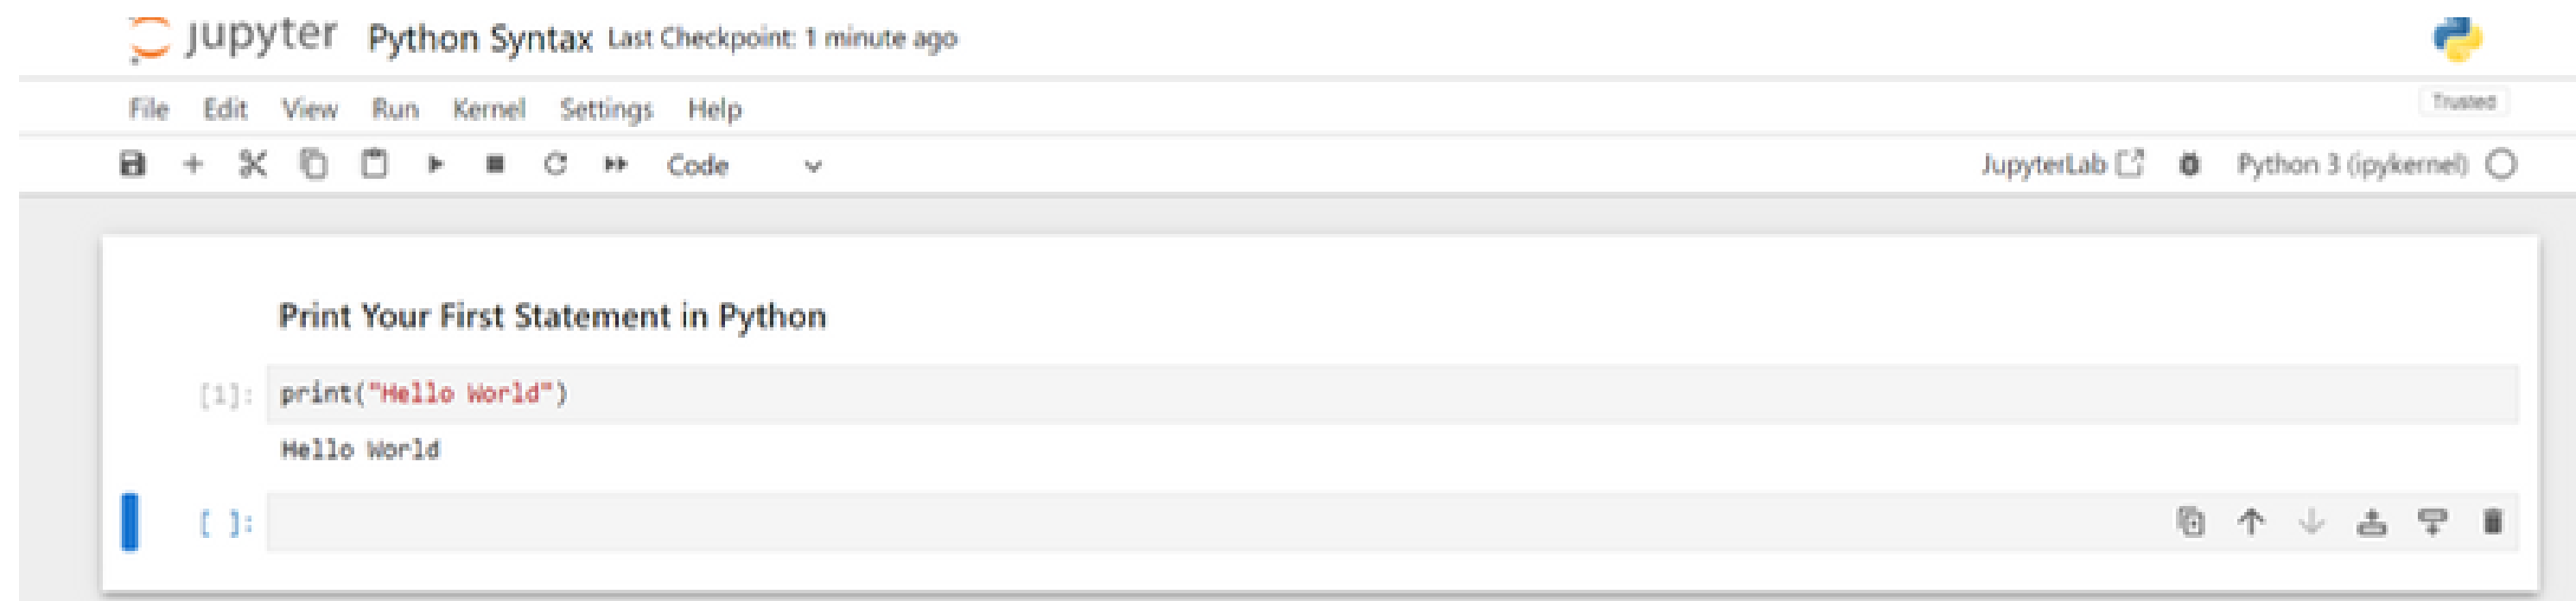 jupyter Python Syntax Last Checkpoint: 1 minute ago
File Edit View Run Kernel Settings Help
Trusted
Code
JupyterLab
Python 3 (ipykernel)
Print Your First Statement in Python
[1]: print("Hello World")
Hello World
[ ]: